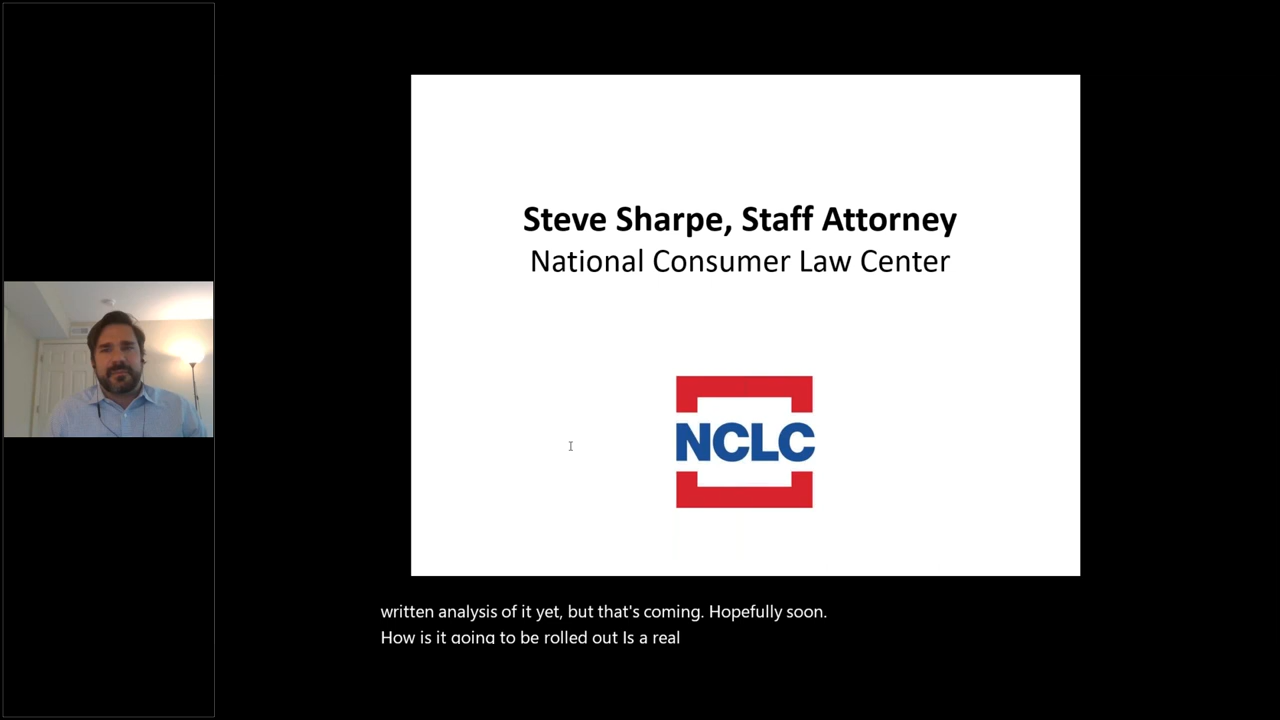 Steve Sharpe, Staff Attorney
National Consumer Law Center
NCLC
written analysis of it yet, but that's coming. Hopefully soon.
How is it going to be rolled out Is a real